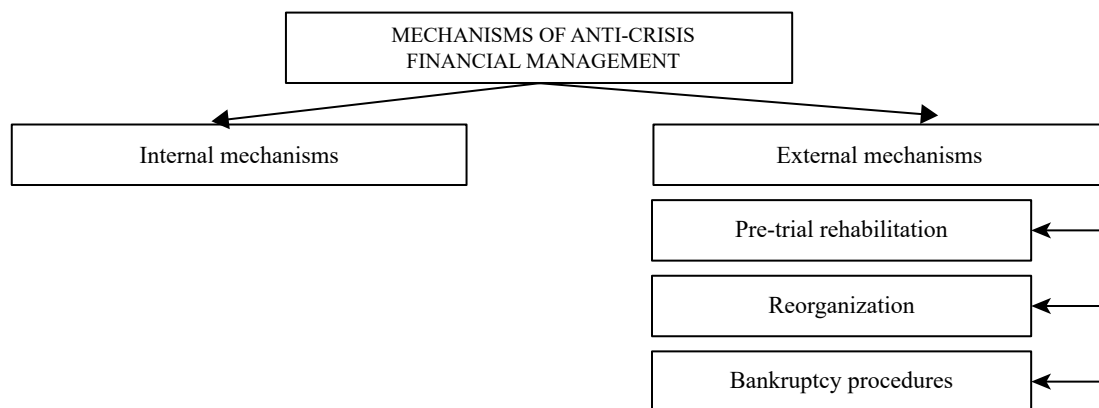 MECHANISMS OF ANTI-CRISIS
FINANCIAL MANAGEMENT
Internal mechanisms
External mechanisms
Pre-trial rehabilitation
Reorganization
Bankruptcy procedures